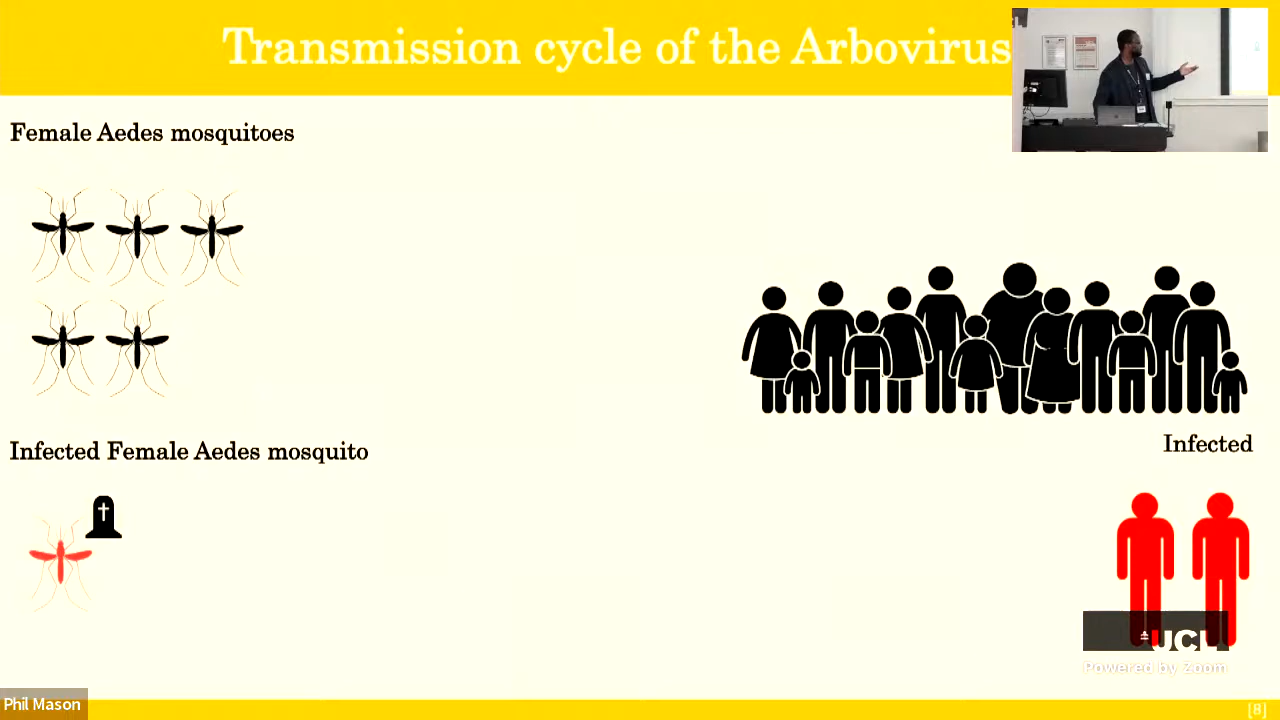 Transmission cycle of the Arbovirus
Female Aedes mosquitoes
Infected Female Aedes mosquito
Infected
UCL
Powered by Zoom
Phil Mason
[8]